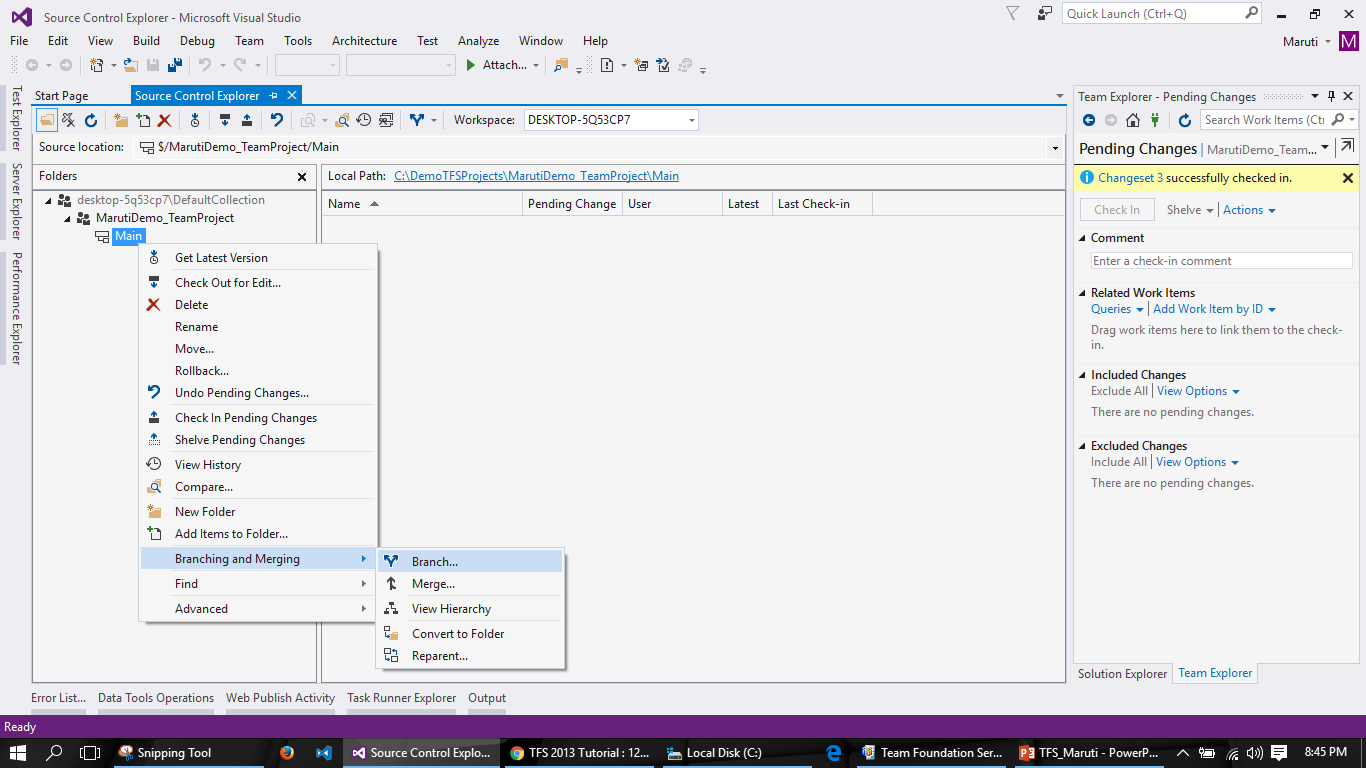 Source Control Explorer - Microsoft Visual Studio
Quick Launch (Ctrl+Q)
File Edit View Build Debug Team Tools Architecture Test Analyze Window Help
Maruti M
Attach...
Test Explorer
Server Explorer
Performance Explorer
Start Page Source Control Explorer
Workspace: DESKTOP-5Q53CP7
Source location: $/MarutiDemo_TeamProject/Main
Folders
desktop-5q53cp7\DefaultCollection
MarutiDemo_TeamProject
Main
Local Path: C:\DemoTFSProjects\MarutiDemo_TeamProject\Main
Name Pending Change User Latest Last Check-in
Get Latest Version
Check Out for Edit...
Delete
Rename
Move...
Rollback...
Undo Pending Changes...
Check In Pending Changes
Shelve Pending Changes
View History
Compare...
New Folder
Add Items to Folder...
Branching and Merging
Find
Advanced
Branch...
Merge...
View Hierarchy
Convert to Folder
Reparent...
Team Explorer - Pending Changes
Search Work Items (Ctrl
Pending Changes | MarutiDemo_Team...
Changeset 3 successfully checked in.
Check In Shelve Actions
Comment
Enter a check-in comment
Related Work Items
Queries | Add Work Item by ID
Drag work items here to link them to the check-
in.
Included Changes
Exclude All | View Options
There are no pending changes.
Excluded Changes
Include All | View Options
There are no pending changes.
Solution Explorer Team Explorer
Error List... Data Tools Operations Web Publish Activity Task Runner Explorer Output
Ready
Snipping Tool
Source Control Explo...
TFS 2013 Tutorial : 12...
Local Disk (C:)
Team Foundation Ser...
TFS_Maruti - PowerP...
8:45 PM